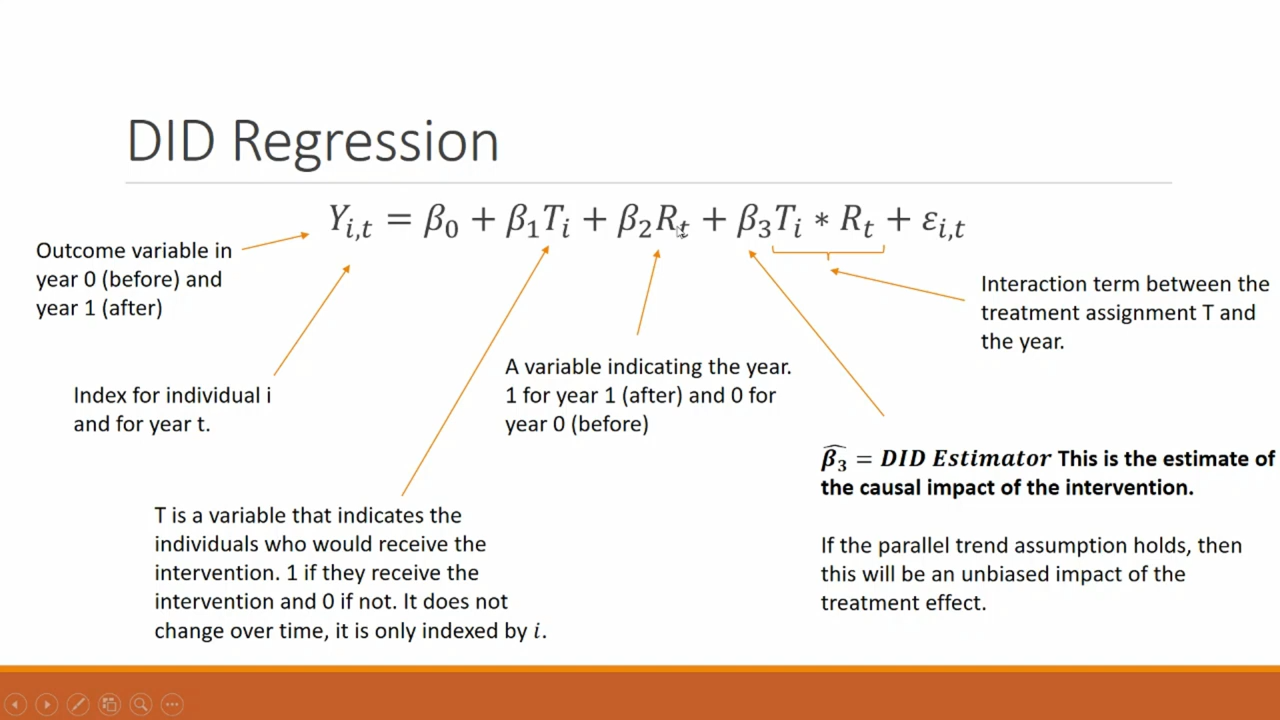 DID Regression
Y_{i,t} = β_0 + β_1T_i + β_2R_t + β_3T_i * R_t + ε_{i,t}
Outcome variable in
year 0 (before) and
year 1 (after)
Index for individual i
and for year t.
T is a variable that indicates the
individuals who would receive the
intervention. 1 if they receive the
intervention and 0 if not. It does not
change over time, it is only indexed by i.
A variable indicating the year.
1 for year 1 (after) and 0 for
year 0 (before)
Interaction term between the
treatment assignment T and
the year.
\widehat{β_3} = DID Estimator This is the estimate of
the causal impact of the intervention.
If the parallel trend assumption holds, then
this will be an unbiased impact of the
treatment effect.